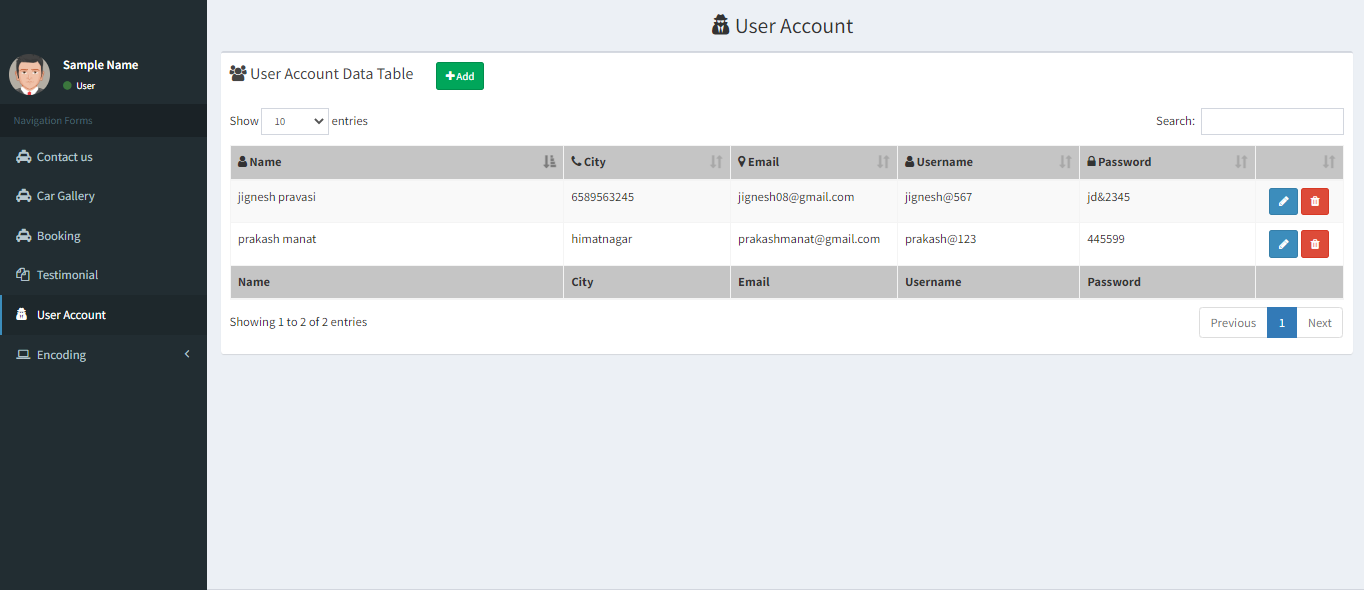 User Account
Sample Name
User
Navigation Forms
Contact us
Car Gallery
Booking
Testimonial
User Account
Encoding
User Account Data Table
Add
Show 10 entries
Search:
Name City Email Username Password
jignesh pravasi 6589563245 jignesh08@gmail.com jignesh@567 jd&2345
prakash manat himatnagar prakashmanat@gmail.com prakash@123 445599
Name City Email Username Password
Showing 1 to 2 of 2 entries
Previous 1 Next